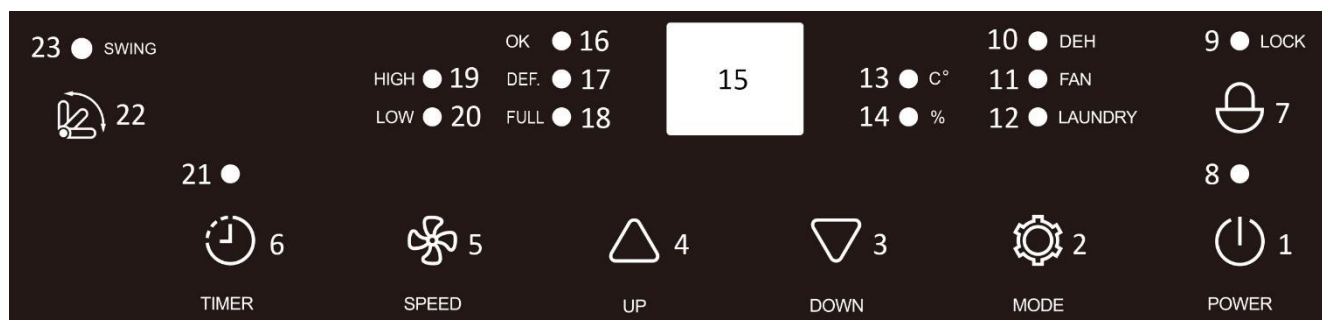 23 SWING
OK 16
10 DEH
9 LOCK
HIGH 19
DEF. 17
15
13 C°
11 FAN
22
LOW 20
FULL 18
14 %
12 LAUNDRY
7
21
8
6
5
4
3
2
1
TIMER
SPEED
UP
DOWN
MODE
POWER